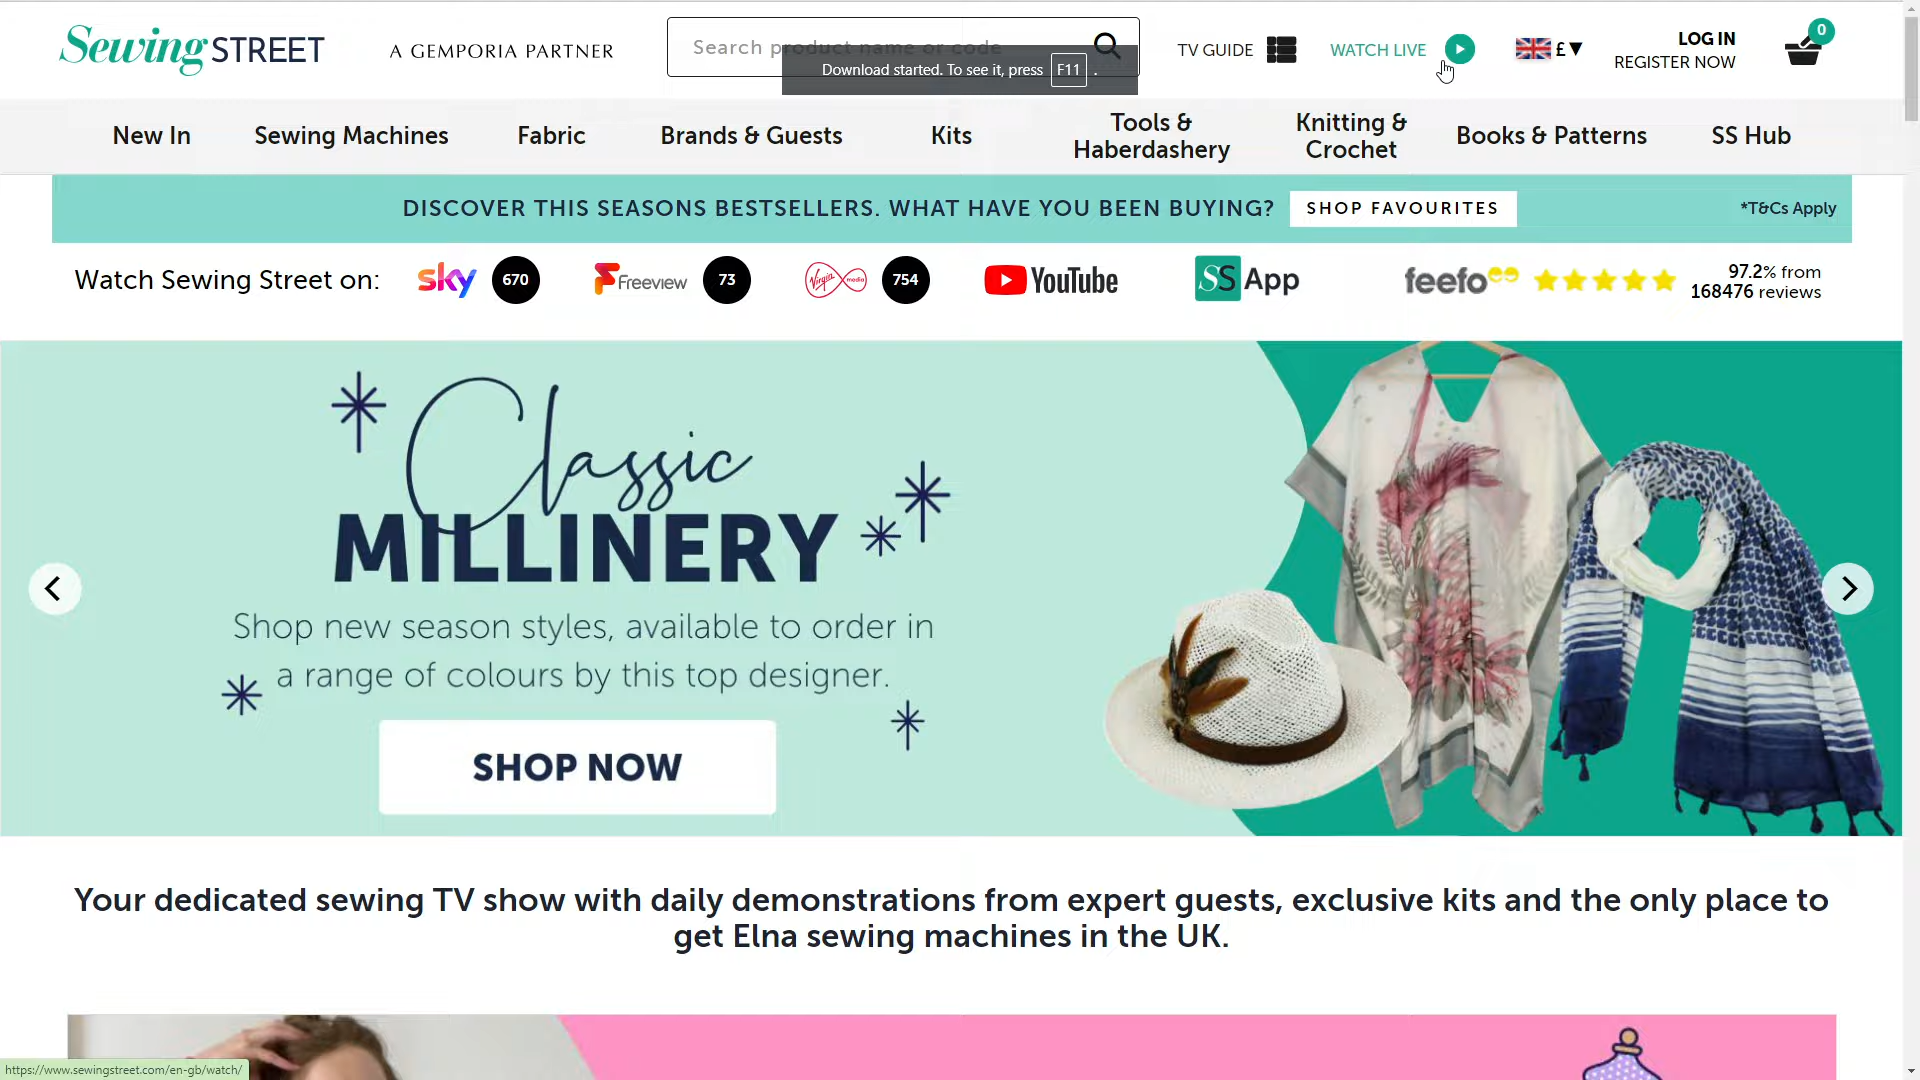 Sewing STREET
A GEMPORIA PARTNER
Search product name or code
Download started. To see it, press F11 .
TV GUIDE
WATCH LIVE
£ ▼
LOG IN
REGISTER NOW
0
New In
Sewing Machines
Fabric
Brands & Guests
Kits
Tools &
Haberdashery
Knitting &
Crochet
Books & Patterns
SS Hub
DISCOVER THIS SEASONS BESTSELLERS. WHAT HAVE YOU BEEN BUYING?
SHOP FAVOURITES
*T&Cs Apply
Watch Sewing Street on:
sky
670
Freeview
73
Virgin media
754
YouTube
SS App
feefo
97.2% from
168476 reviews
Classic
MILLINERY
Shop new season styles, available to order in
a range of colours by this top designer.
SHOP NOW
Your dedicated sewing TV show with daily demonstrations from expert guests, exclusive kits and the only place to
get Elna sewing machines in the UK.
https://www.sewingstreet.com/en-gb/watch/